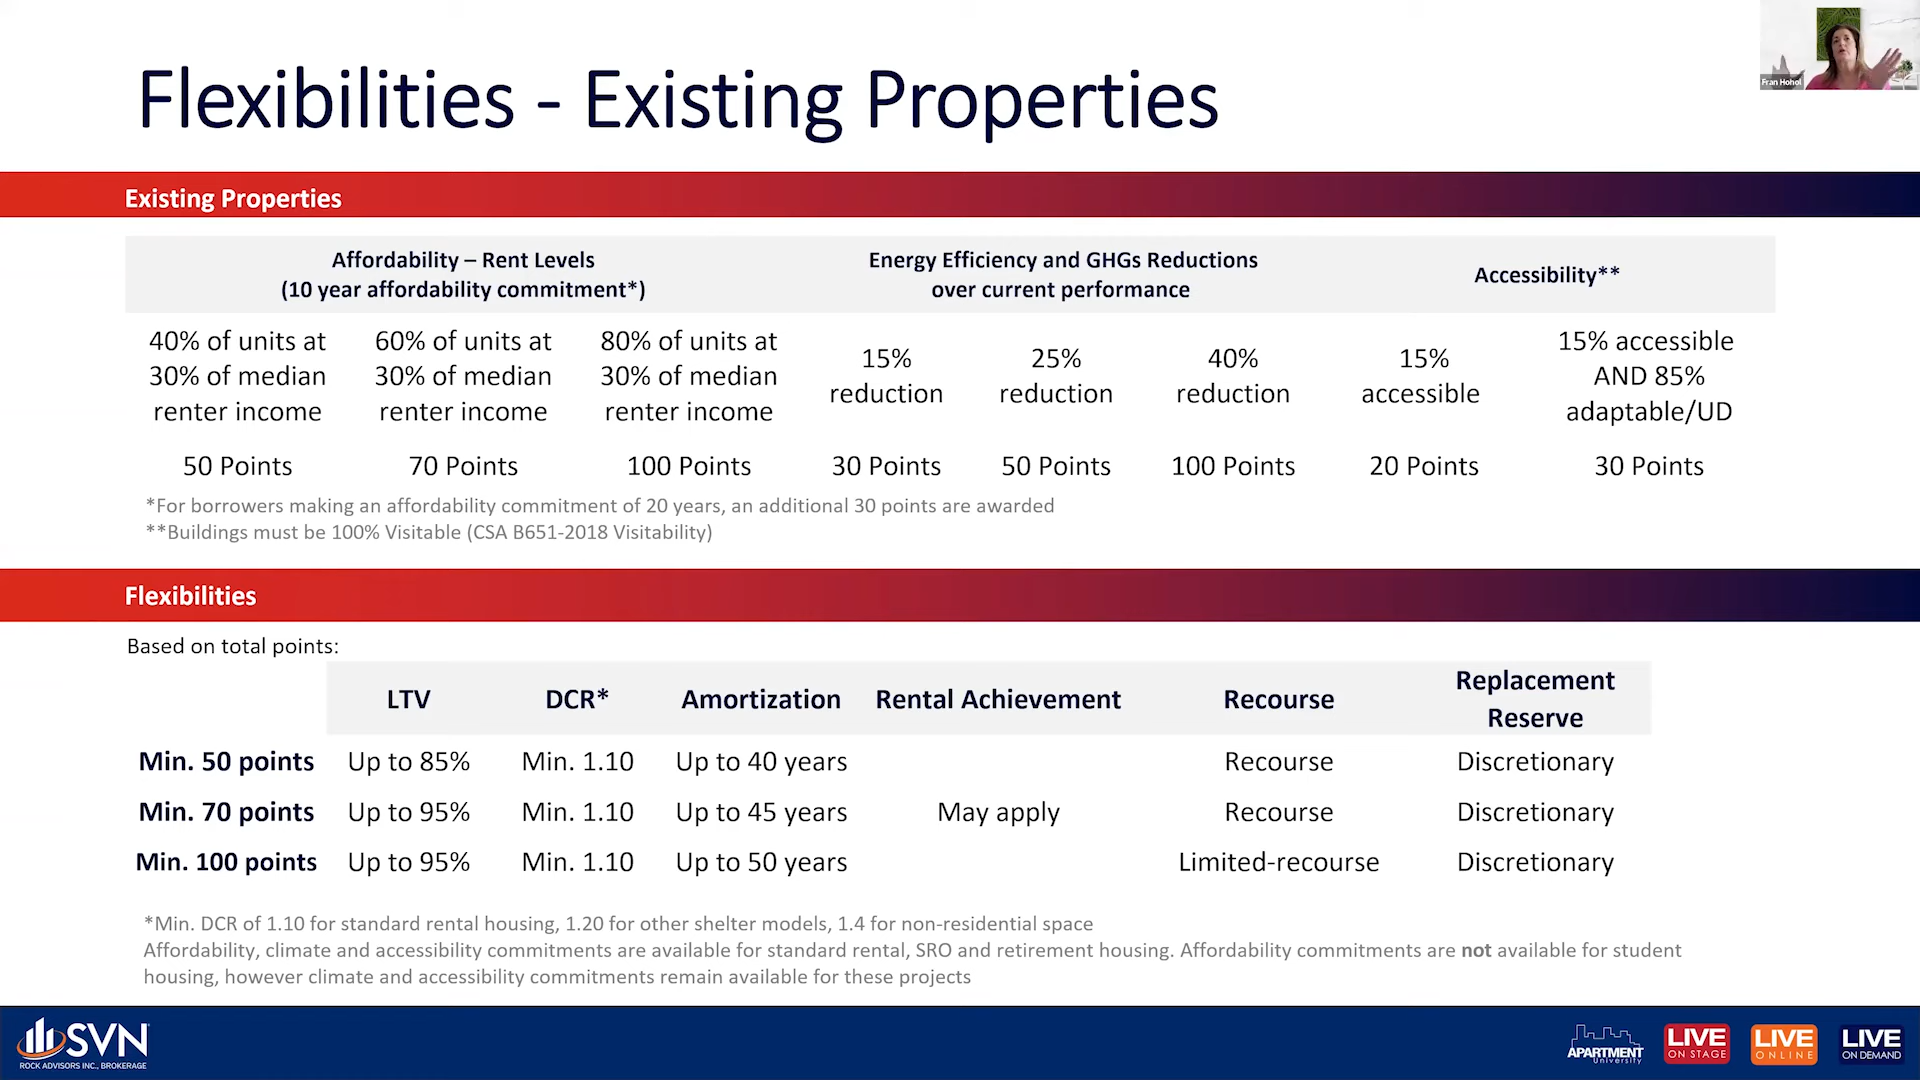 Flexibilities - Existing Properties
Fran Hohol
Existing Properties
Affordability – Rent Levels
(10 year affordability commitment*)
Energy Efficiency and GHGs Reductions
over current performance
Accessibility**
40% of units at
30% of median
renter income
60% of units at
30% of median
renter income
80% of units at
30% of median
renter income
15%
reduction
25%
reduction
40%
reduction
15%
accessible
15% accessible
AND 85%
adaptable/UD
50 Points
70 Points
100 Points
30 Points
50 Points
100 Points
20 Points
30 Points
*For borrowers making an affordability commitment of 20 years, an additional 30 points are awarded
**Buildings must be 100% Visitable (CSA B651-2018 Visitability)
Flexibilities
Based on total points:
LTV
DCR*
Amortization
Rental Achievement
Recourse
Replacement
Reserve
Min. 50 points
Up to 85%
Min. 1.10
Up to 40 years
Recourse
Discretionary
Min. 70 points
Up to 95%
Min. 1.10
Up to 45 years
May apply
Recourse
Discretionary
Min. 100 points
Up to 95%
Min. 1.10
Up to 50 years
Limited-recourse
Discretionary
*Min. DCR of 1.10 for standard rental housing, 1.20 for other shelter models, 1.4 for non-residential space
Affordability, climate and accessibility commitments are available for standard rental, SRO and retirement housing. Affordability commitments are not available for student
housing, however climate and accessibility commitments remain available for these projects
SVN
ROCK ADVISORS INC., BROKERAGE
APARTMENT
University
LIVE
ON STAGE
LIVE
ONLINE
LIVE
ON DEMAND